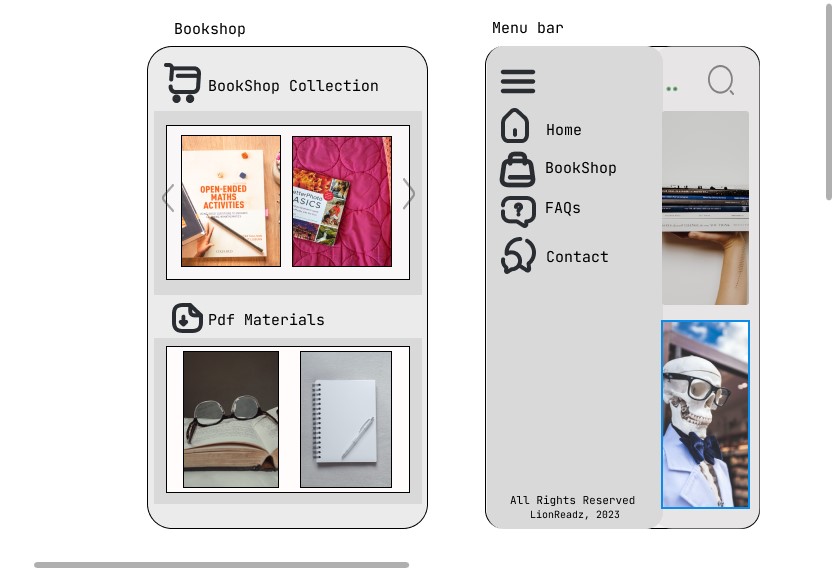 Bookshop
BookShop Collection
OPEN-ENDED
MATHS
ACTIVITIES
BASICS
Pdf Materials
Menu bar
Home
BookShop
FAQs
Contact
All Rights Reserved
LionReadz, 2023